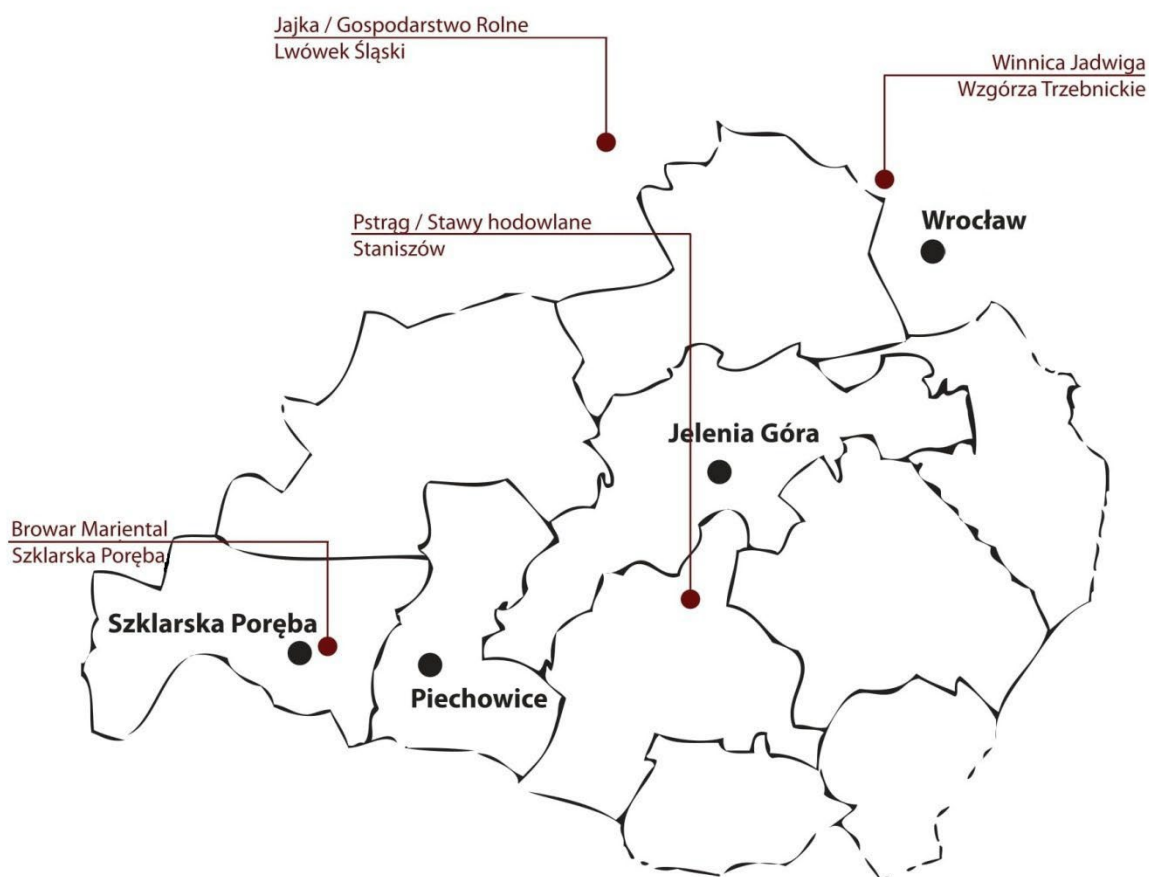 Jajka / Gospodarstwo Rolne
Lwówek Śląski
Winnica Jadwiga
Wzgórza Trzebnickie
Pstrąg / Stawy hodowlane
Staniszów
Wrocław
Jelenia Góra
Browar Mariental
Szklarska Poręba
Szklarska Poręba
Piechowice